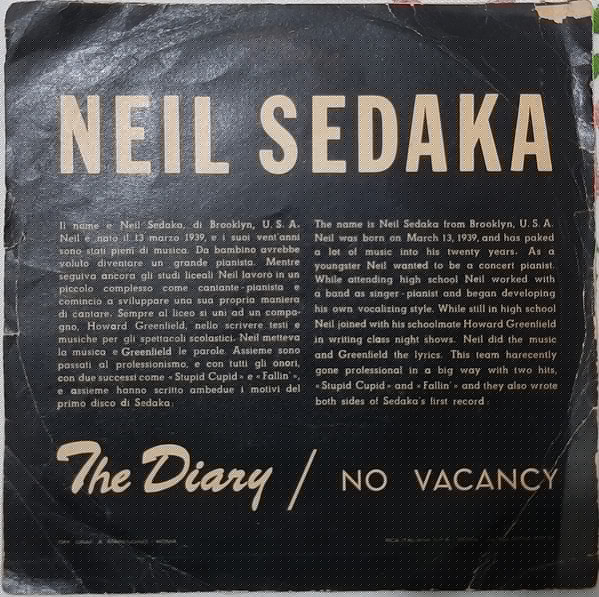 NEIL SEDAKA
Il name e Neil Sedaka, di Brooklyn, U. S. A.
Neil è nato il 13 marzo 1939, e i suoi vent'anni
sono stati pieni di musica. Da bambino avrebbe
voluto diventare un grande pianista. Mentre
seguiva ancora gli studi liceali Neil lavorò in un
piccolo complesso come cantante - pianista e
comincio a sviluppare una sua propria maniera
di cantare. Sempre al liceo si unì ad un compa-
gno, Howard Greenfield, nello scrivere testi e
musiche per gli spettacoli scolastici. Neil metteva
la musica e Greenfield le parole. Assieme sono
passati al professionismo, e con tutti gli onori,
con due successi come « Stupid Cupid » e « Fallin' »,
e assieme hanno scritto ambedue i motivi del
primo disco di Sedaka:
The name is Neil Sedaka from Brooklyn, U. S. A.
Neil was born on March 13, 1939, and has paked
a lot of music into his twenty years. As a
youngster Neil wanted to be a concert pianist.
While attending high school Neil worked with
a band as singer - pianist and began developing
his own vocalizing style. While still in high school
Neil joined with his schoolmate Howard Greenfield
in writing class night shows. Neil did the music
and Greenfield the lyrics. This team harecently
gone professional in a big way with two hits,
« Stupid Cupid » and « Fallin' » and they also wrote
both sides of Sedaka's first record:
The Diary / NO VACANCY